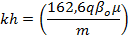 kh = (162,6qβₒμ / m)